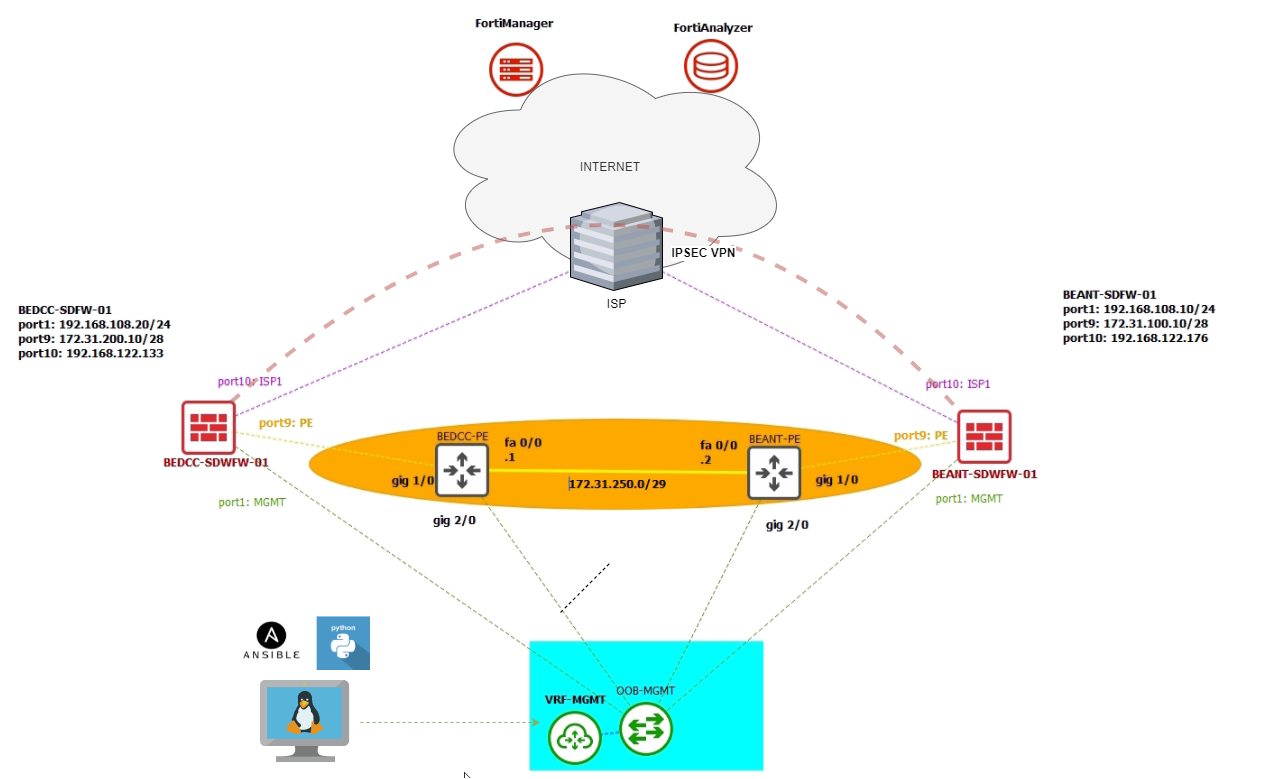 FortiManager
FortiAnalyzer
INTERNET
IPSEC VPN
ISP
BEDCC-SDFW-01
port1: 192.168.108.20/24
port9: 172.31.200.10/28
port10: 192.168.122.133
BEANT-SDFW-01
port1: 192.168.108.10/24
port9: 172.31.100.10/28
port10: 192.168.122.176
port10: ISP1
port10: ISP1
port9: PE
port9: PE
BEDCC-PE
BEANT-PE
fa 0/0
.1
fa 0/0
.2
BEDCC-SDWFW-01
BEANT-SDWFW-01
gig 1/0
172.31.250.0/29
gig 1/0
port1: MGMT
port1: MGMT
gig 2/0
gig 2/0
python
ANSIBLE
VRF-MGMT
OOB-MGMT